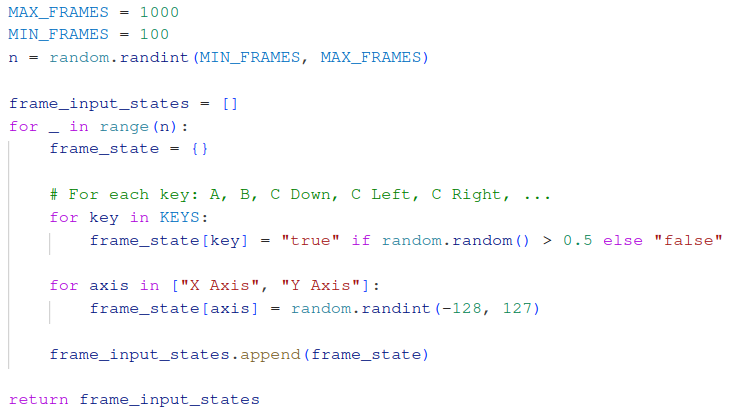 MAX_FRAMES = 1000
MIN_FRAMES = 100
n = random.randint(MIN_FRAMES, MAX_FRAMES)

frame_input_states = []
for _ in range(n):
    frame_state = {}

    # For each key: A, B, C Down, C Left, C Right, ...
    for key in KEYS:
        frame_state[key] = "true" if random.random() > 0.5 else "false"

    for axis in ["X Axis", "Y Axis"]:
        frame_state[axis] = random.randint(-128, 127)

    frame_input_states.append(frame_state)

return frame_input_states